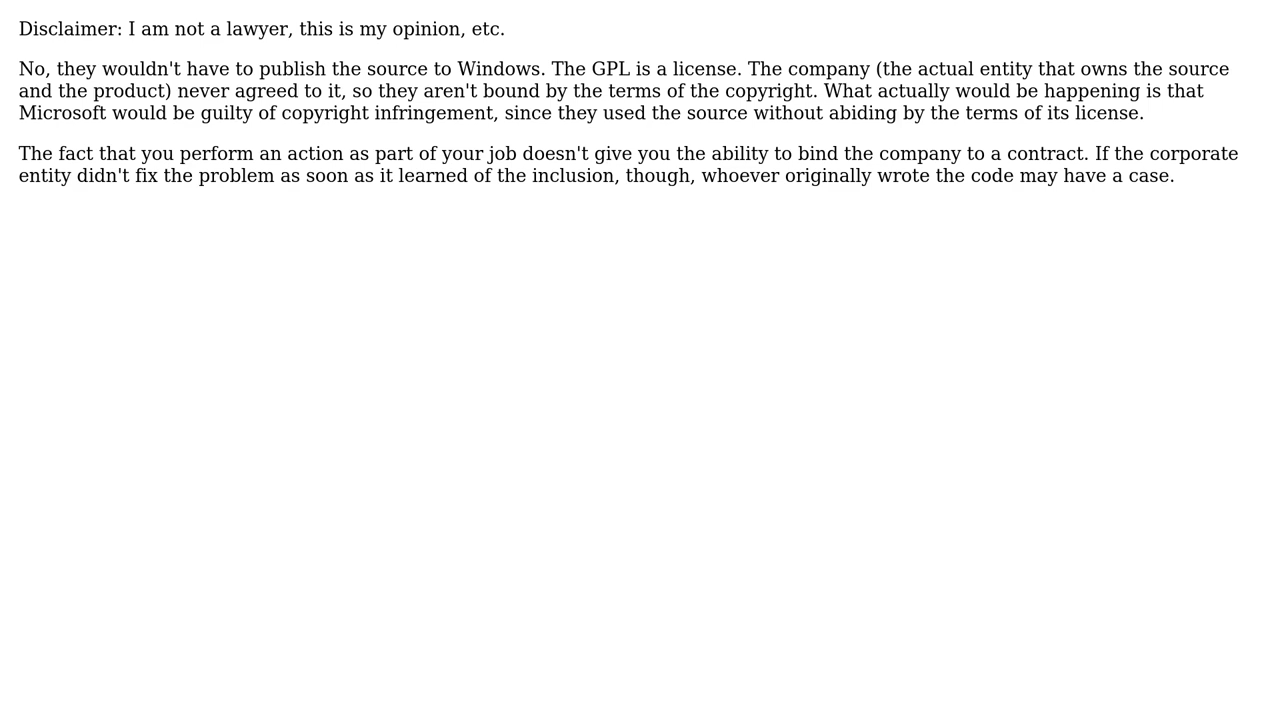 Disclaimer: I am not a lawyer, this is my opinion, etc.
No, they wouldn't have to publish the source to Windows. The GPL is a license. The company (the actual entity that owns the source
and the product) never agreed to it, so they aren't bound by the terms of the copyright. What actually would be happening is that
Microsoft would be guilty of copyright infringement, since they used the source without abiding by the terms of its license.
The fact that you perform an action as part of your job doesn't give you the ability to bind the company to a contract. If the corporate
entity didn't fix the problem as soon as it learned of the inclusion, though, whoever originally wrote the code may have a case.